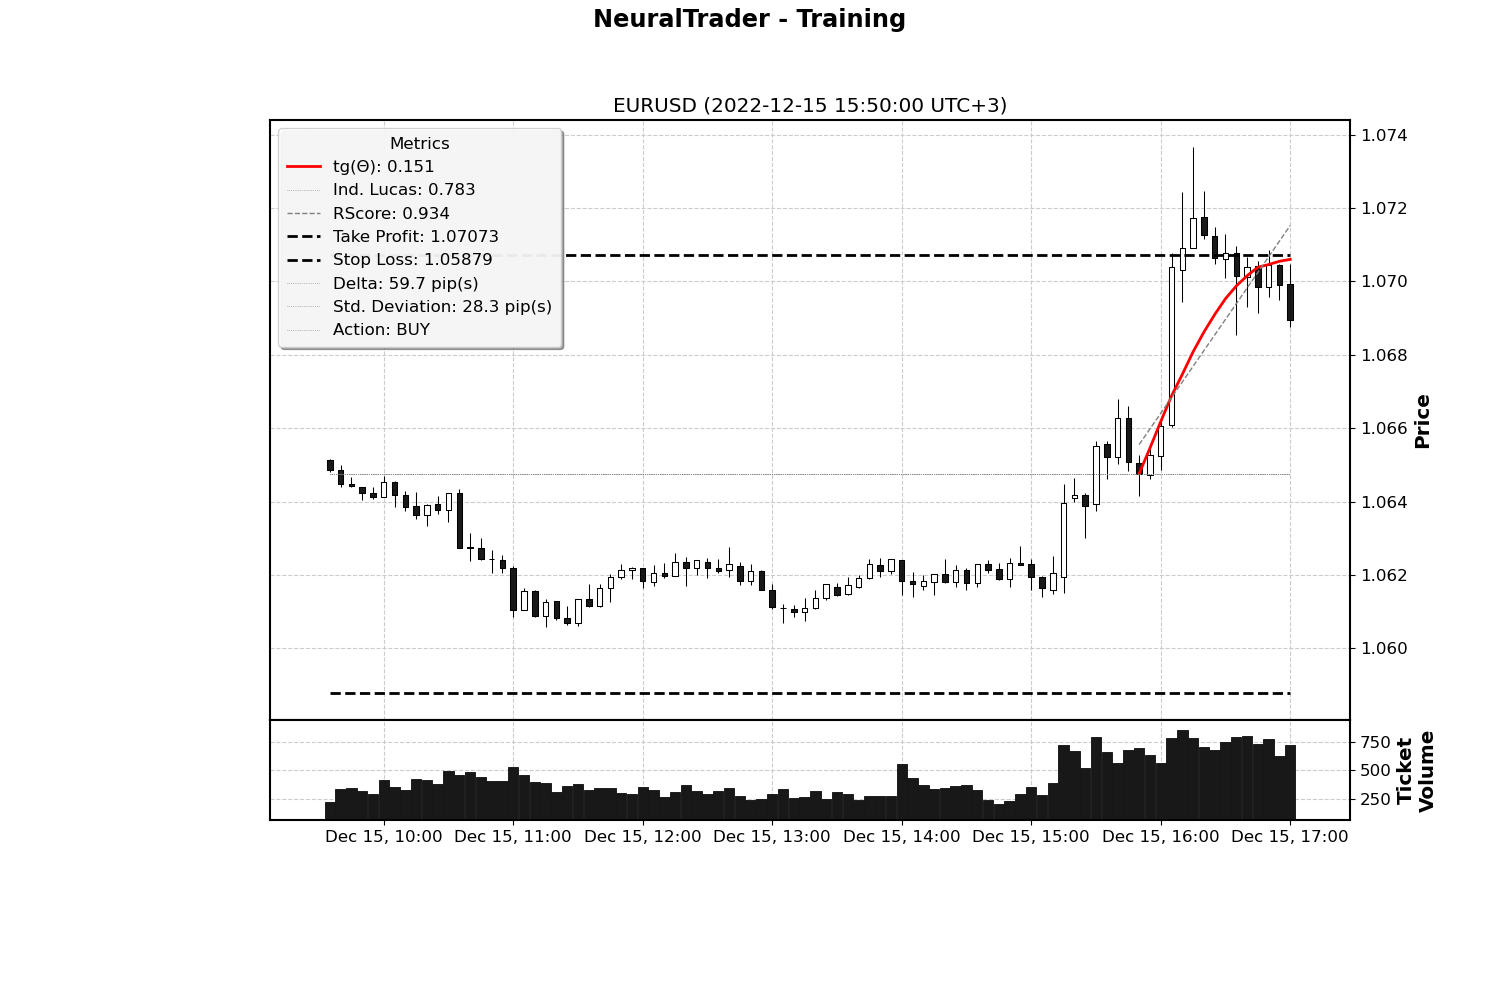 NeuralTrader - Training
EURUSD (2022-12-15 15:50:00 UTC+3)
Metrics
tg(Θ): 0.151
Ind. Lucas: 0.783
RScore: 0.934
Take Profit: 1.07073
Stop Loss: 1.05879
Delta: 59.7 pip(s)
Std. Deviation: 28.3 pip(s)
Action: BUY
1.074
1.072
1.070
1.068
1.066
1.064
1.062
1.060
Price
750
500
250
Ticket
Volume
Dec 15, 10:00 Dec 15, 11:00 Dec 15, 12:00 Dec 15, 13:00 Dec 15, 14:00 Dec 15, 15:00 Dec 15, 16:00 Dec 15, 17:00